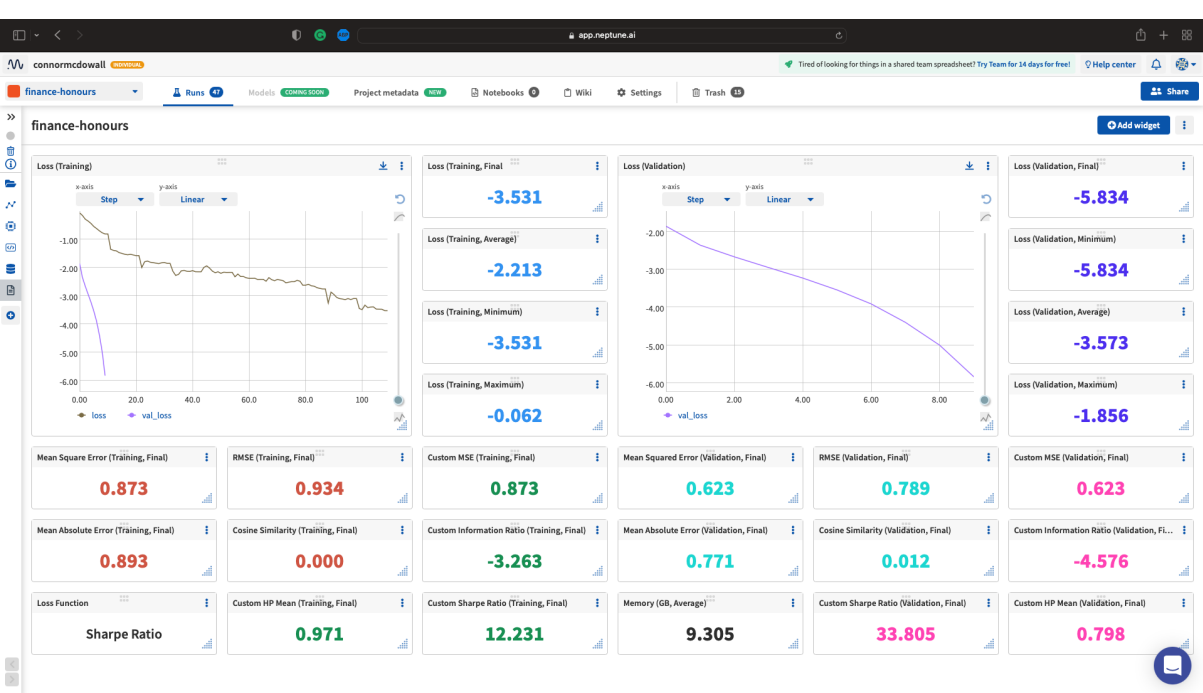 app.neptune.ai
connormcdowall INDIVIDUAL
Tired of looking for things in a shared team spreadsheet? Try Team for 14 days for free!
Help center
finance-honours
Runs 47
Models COMING SOON
Project metadata NEW
Notebooks 0
Wiki
Settings
Trash 15
Share
finance-honours
Add widget
Loss (Training)
x-axis
y-axis
Step
Linear
-1.00
-2.00
-3.00
-4.00
-5.00
-6.00
0.00 20.0 40.0 60.0 80.0 100
loss val_loss
Loss (Training, Final
-3.531
Loss (Training, Average)
-2.213
Loss (Training, Minimum)
-3.531
Loss (Training, Maximum)
-0.062
Loss (Validation)
x-axis
y-axis
Step
Linear
-2.00
-3.00
-4.00
-5.00
-6.00
0.00 2.00 4.00 6.00 8.00
val_loss
Loss (Validation, Final)
-5.834
Loss (Validation, Minimum)
-5.834
Loss (Validation, Average)
-3.573
Loss (Validation, Maximum)
-1.856
Mean Square Error (Training, Final)
0.873
RMSE (Training, Final)
0.934
Custom MSE (Training, Final)
0.873
Mean Squared Error (Validation, Final)
0.623
RMSE (Validation, Final)
0.789
Custom MSE (Validation, Final)
0.623
Mean Absolute Error (Training, Final)
0.893
Cosine Similarity (Training, Final)
0.000
Custom Information Ratio (Training, Final)
-3.263
Mean Absolute Error (Validation, Final)
0.771
Cosine Similarity (Validation, Final)
0.012
Custom Information Ratio (Validation, Fi...
-4.576
Loss Function
Sharpe Ratio
Custom HP Mean (Training, Final)
0.971
Custom Sharpe Ratio (Training, Final)
12.231
Memory (GB, Average)
9.305
Custom Sharpe Ratio (Validation, Final)
33.805
Custom HP Mean (Validation, Final)
0.798